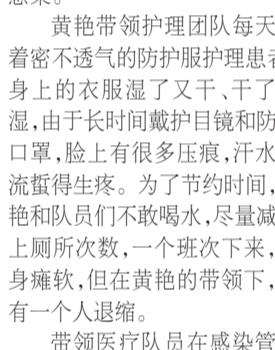 黄艳带领护理团队每天
着密不透气的防护服护理患者
身上的衣服湿了又干、干了
湿，由于长时间戴护目镜和防
口罩，脸上有很多压痕，汗水
流蜇得生疼。为了节约时间，
艳和队员们不敢喝水，尽量减
上厕所次数，一个班次下来，
身瘫软，但在黄艳的带领下，
有一个人退缩。
带领医疗队员在感染管